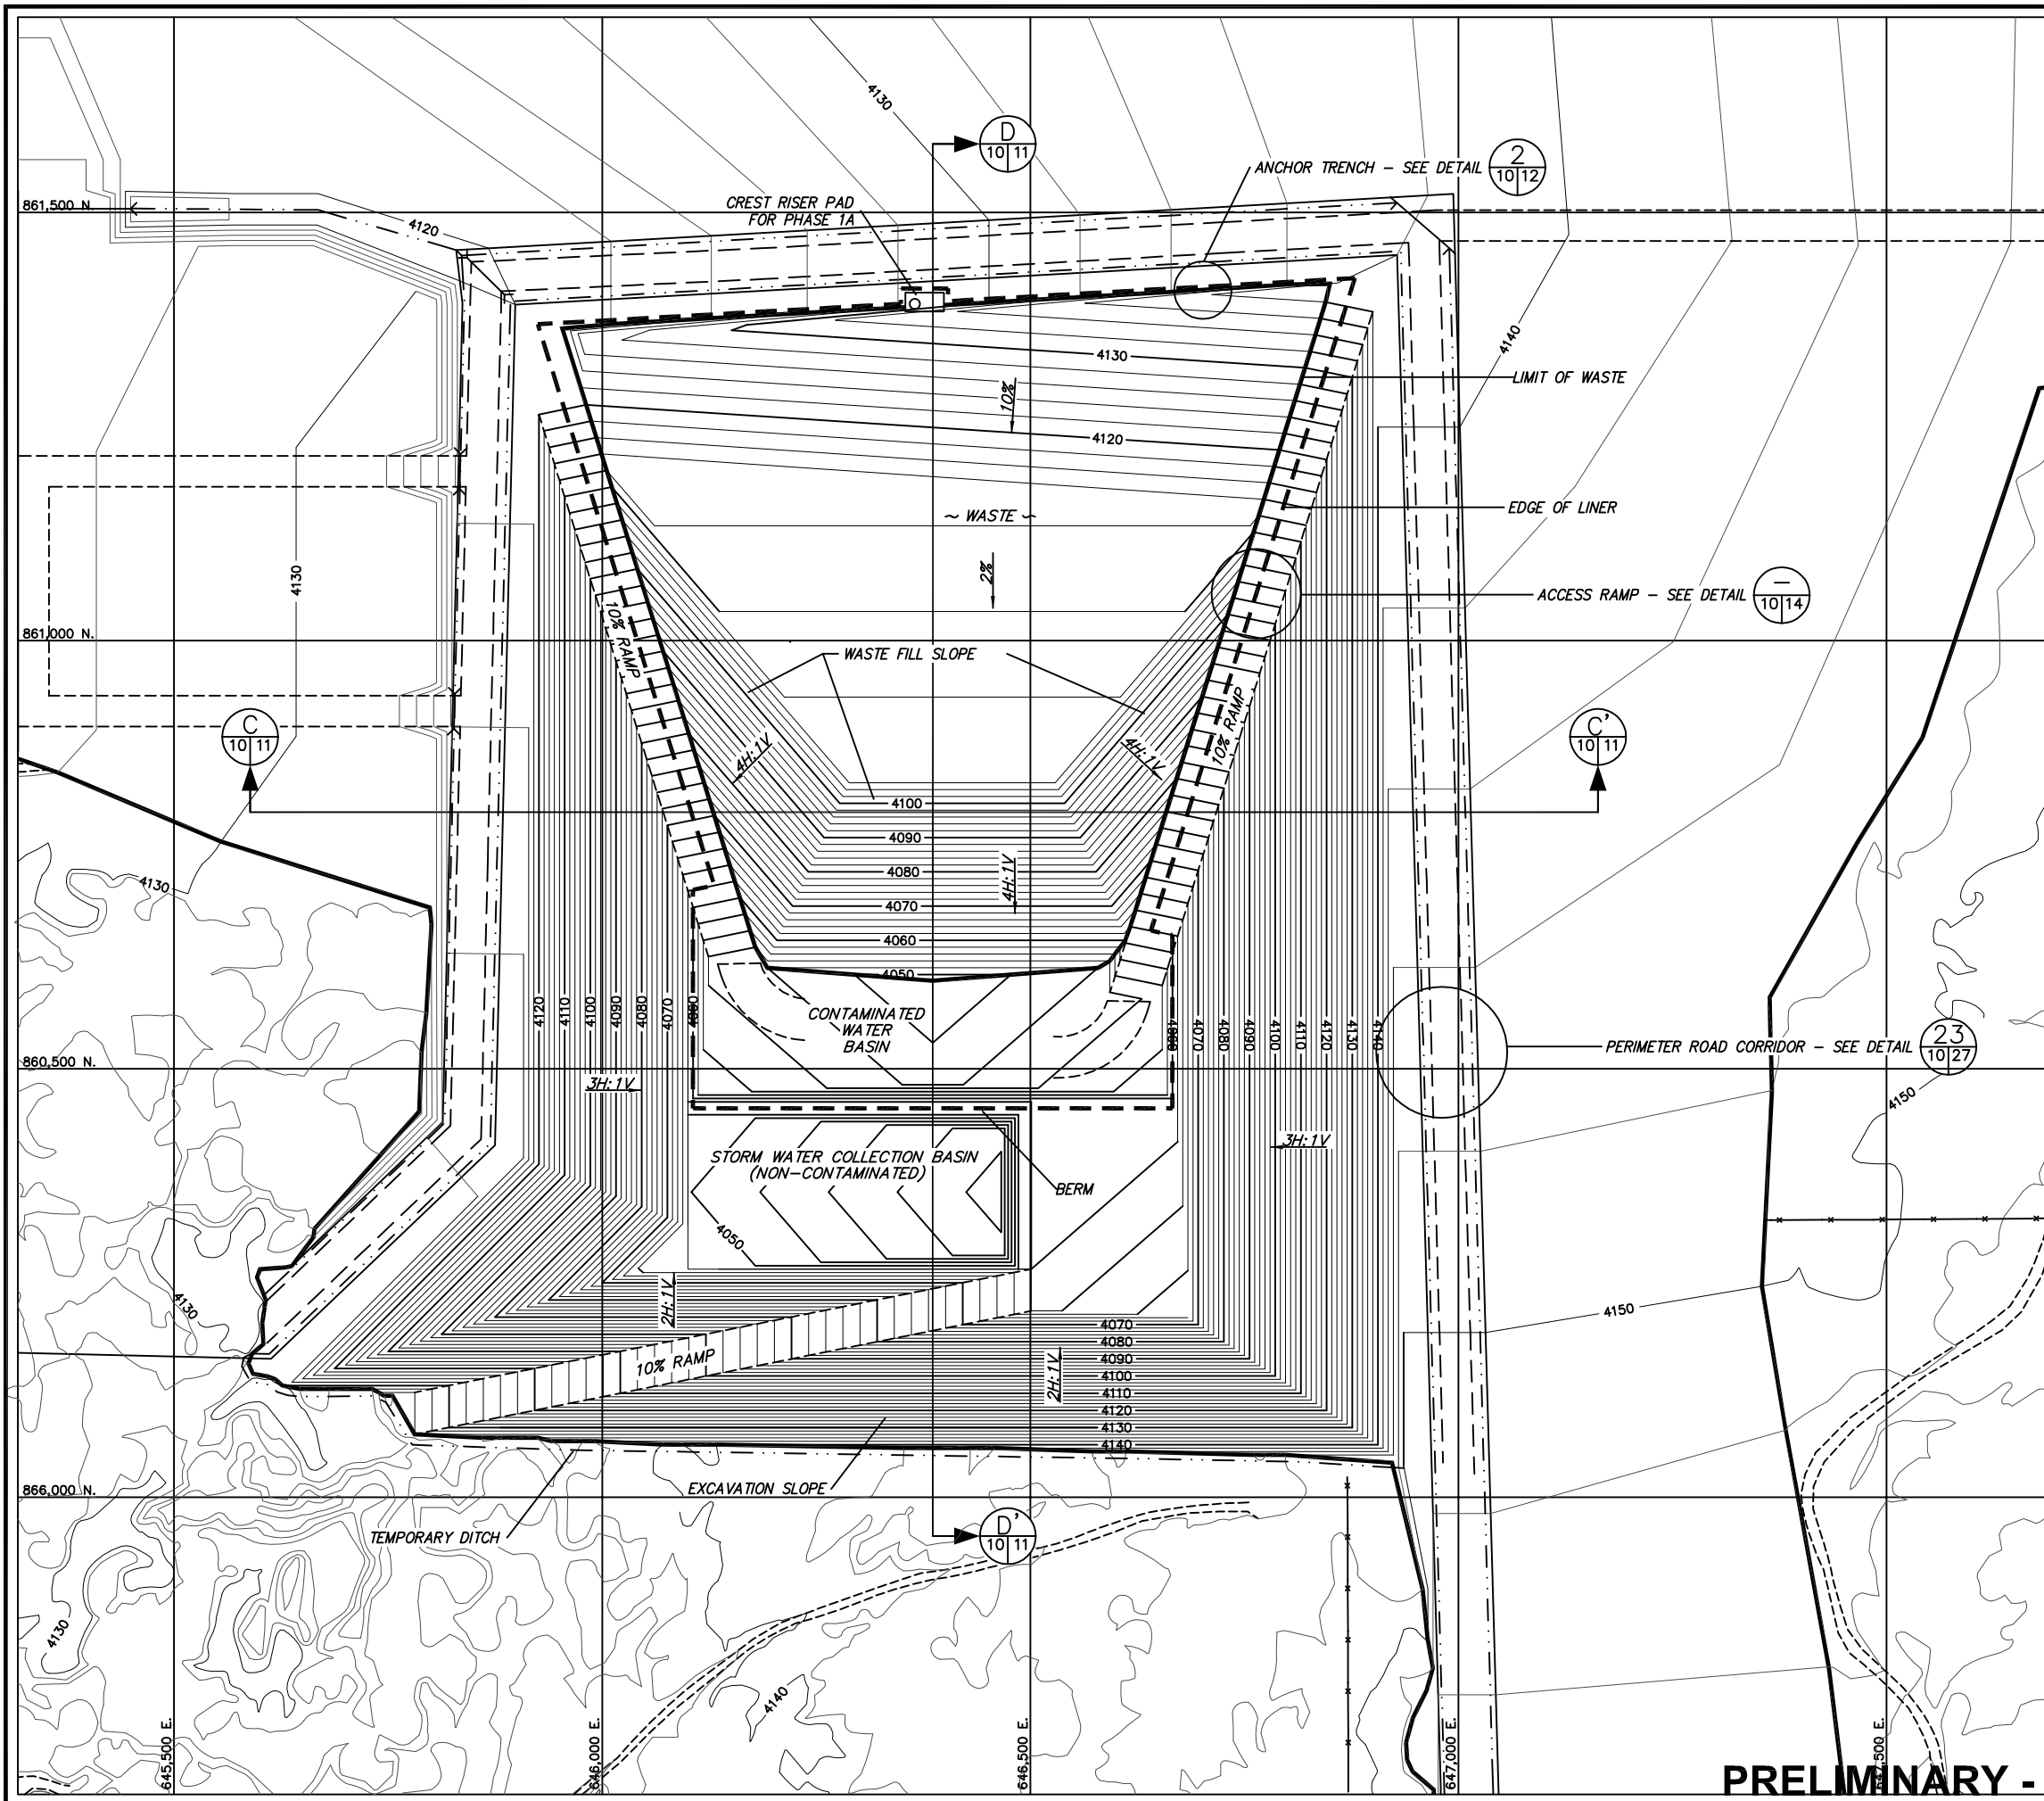 4130
D
10 11
ANCHOR TRENCH – SEE DETAIL
2
10 12
CREST RISER PAD
FOR PHASE 1A
861,500 N.
4120
4140
4130
LIMIT OF WASTE
10%
4120
EDGE OF LINER
~ WASTE ~
4130
2%
ACCESS RAMP – SEE DETAIL
–
10 14
10% RAMP
861,000 N.
WASTE FILL SLOPE
10% RAMP
C
10 11
C'
10 11
4H:1V
4H:1V
4100
4090
4080
4H:1V
4130
4070
4060
4050
CONTAMINATED
WATER
BASIN
4120
4110
4100
4090
4080
4070
4060
4060
4070
4080
4090
4100
4110
4120
4130
4140
PERIMETER ROAD CORRIDOR – SEE DETAIL
23
10 27
860,500 N.
3H:1V
4150
3H:1V
STORM WATER COLLECTION BASIN
(NON–CONTAMINATED)
BERM
4050
4130
2H:1V
4150
4070
4080
4090
4100
4110
4120
4130
4140
10% RAMP
2H:1V
EXCAVATION SLOPE
866,000 N.
TEMPORARY DITCH
D'
10 11
4130
4140
645,500 E.
646,000 E.
646,500 E.
647,000 E.
647,500 E.
PRELIMINARY -